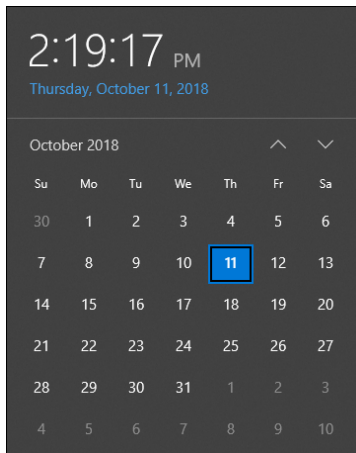 2:19:17 PM
Thursday, October 11, 2018
October 2018
Su Mo Tu We Th Fr Sa
30 1 2 3 4 5 6
7 8 9 10 11 12 13
14 15 16 17 18 19 20
21 22 23 24 25 26 27
28 29 30 31 1 2 3
4 5 6 7 8 9 10